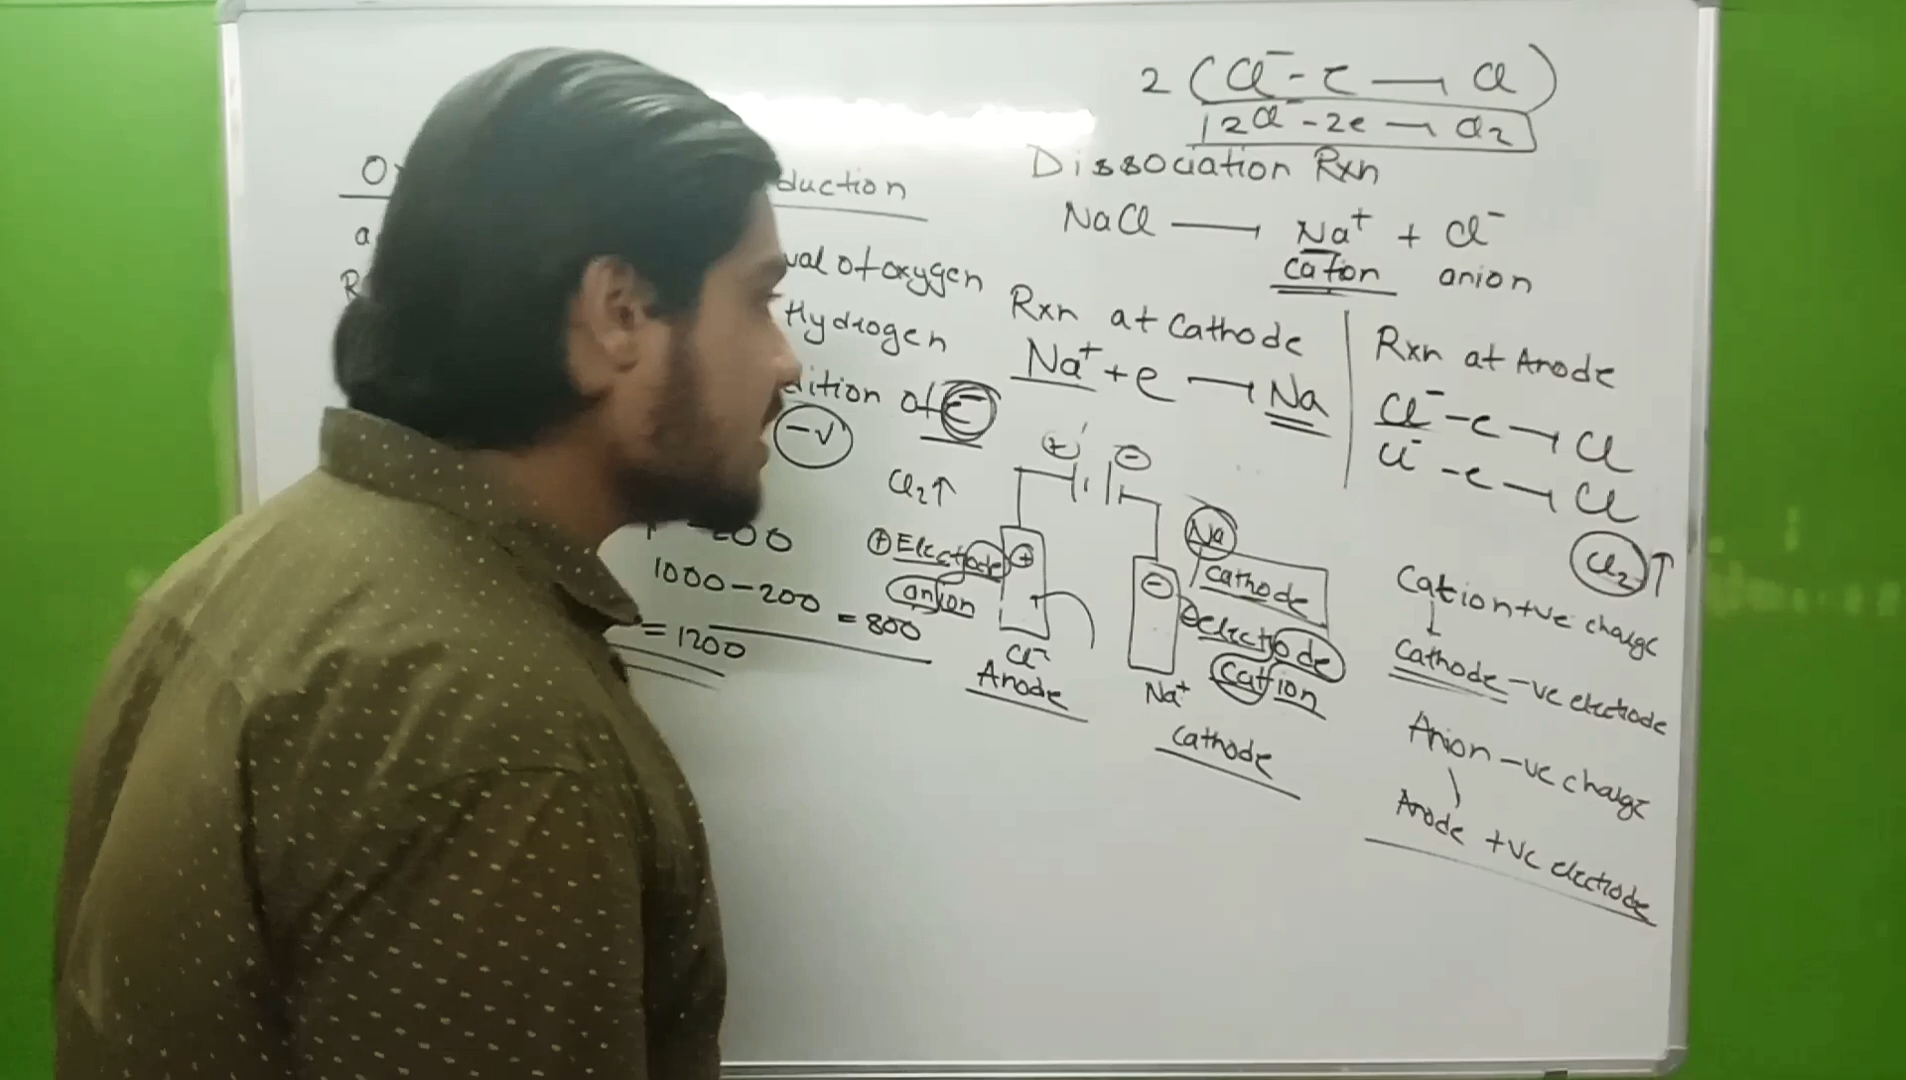 2 (Cl⁻ - e → Cl)
2Cl⁻ - 2e → Cl₂
Dissociation Rxn
NaCl → Na⁺ + Cl⁻
cation anion
duction
val of oxygen
Hydrogen
dition of e⁻
-ve
Rxn at Cathode
Na⁺ + e → Na
Rxn at Anode
Cl⁻ - e → Cl
Cl⁻ - e → Cl
Cl₂↑
Cl₂↑
+ -
200
1000 - 200 = 800
= 1200
+ Electrode
anion
+
Cl⁻
Anode
-
Na⁺
Cathode
Na
Cathode
electrode
Cation
Cation +ve charge
Cathode -ve electrode
Anion -ve charge
Anode +ve electrode